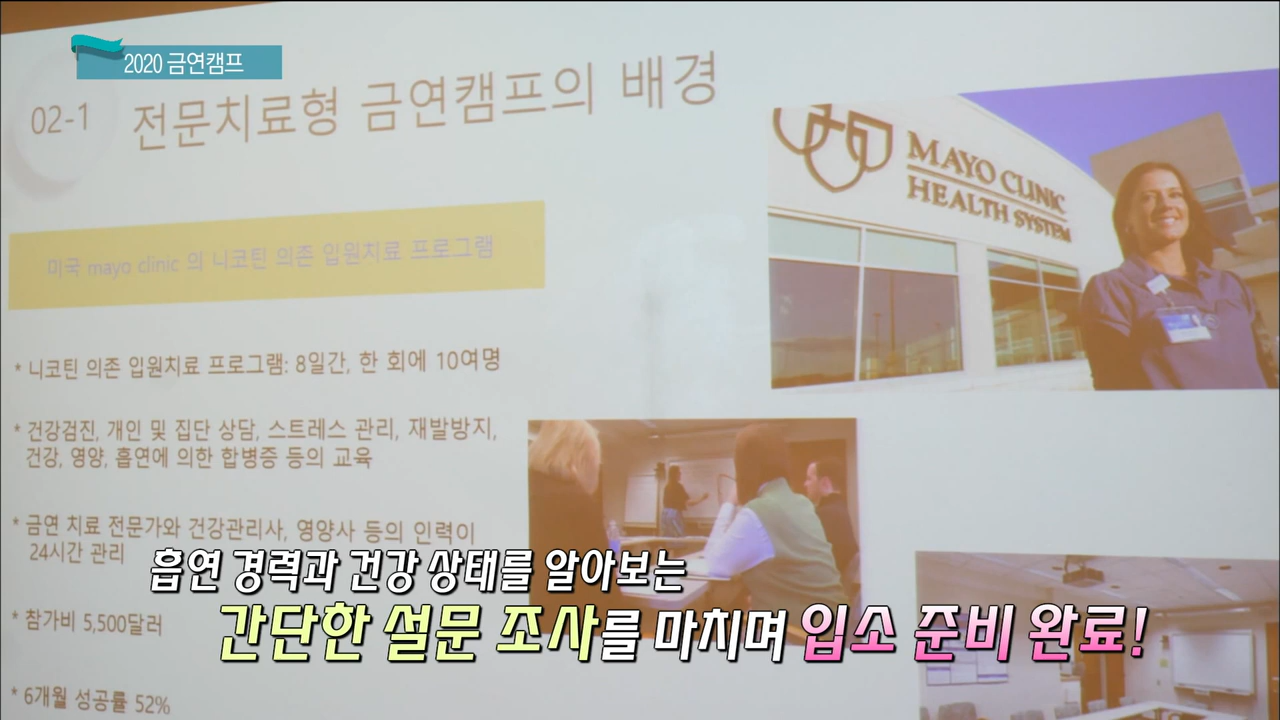 2020 금연캠프
02-1 전문치료형 금연캠프의 배경
MAYO CLINIC
HEALTH SYSTEM
미국 mayo clinic 의 니코틴 의존 입원치료 프로그램
* 니코틴 의존 입원치료 프로그램: 8일간, 한 회에 10여명
* 건강검진, 개인 및 집단 상담, 스트레스 관리, 재발방지,
건강, 영양, 흡연에 의한 합병증 등의 교육
* 금연 치료 전문가와 건강관리사, 영양사 등의 인력이
24시간 관리
* 참가비 5,500달러
* 6개월 성공률 52%
흡연 경력과 건강 상태를 알아보는
간단한 설문 조사를 마치며 입소 준비 완료!